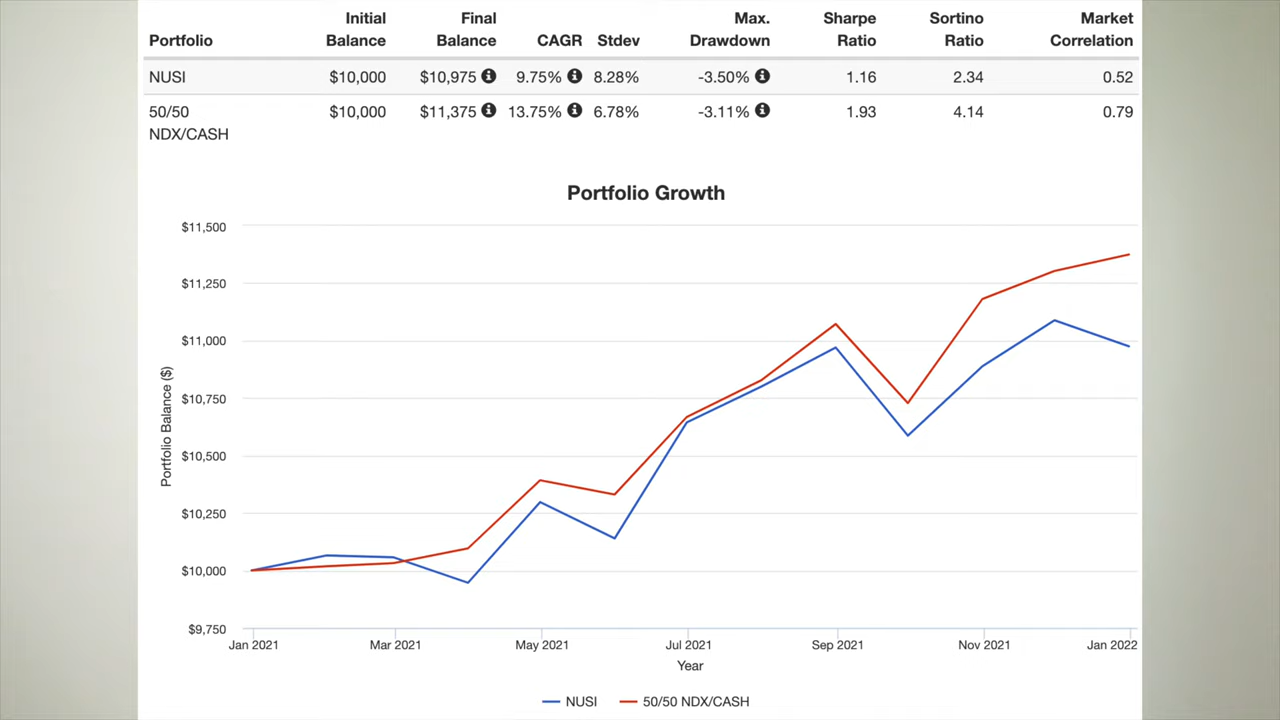 Portfolio Initial Balance Final Balance CAGR Stdev Max. Drawdown Sharpe Ratio Sortino Ratio Market Correlation
NUSI $10,000 $10,975 9.75% 8.28% -3.50% 1.16 2.34 0.52
50/50 NDX/CASH $10,000 $11,375 13.75% 6.78% -3.11% 1.93 4.14 0.79
Portfolio Growth
$11,500
$11,250
$11,000
$10,750
$10,500
$10,250
$10,000
$9,750
Portfolio Balance ($)
Jan 2021 Mar 2021 May 2021 Jul 2021 Sep 2021 Nov 2021 Jan 2022
Year
NUSI 50/50 NDX/CASH